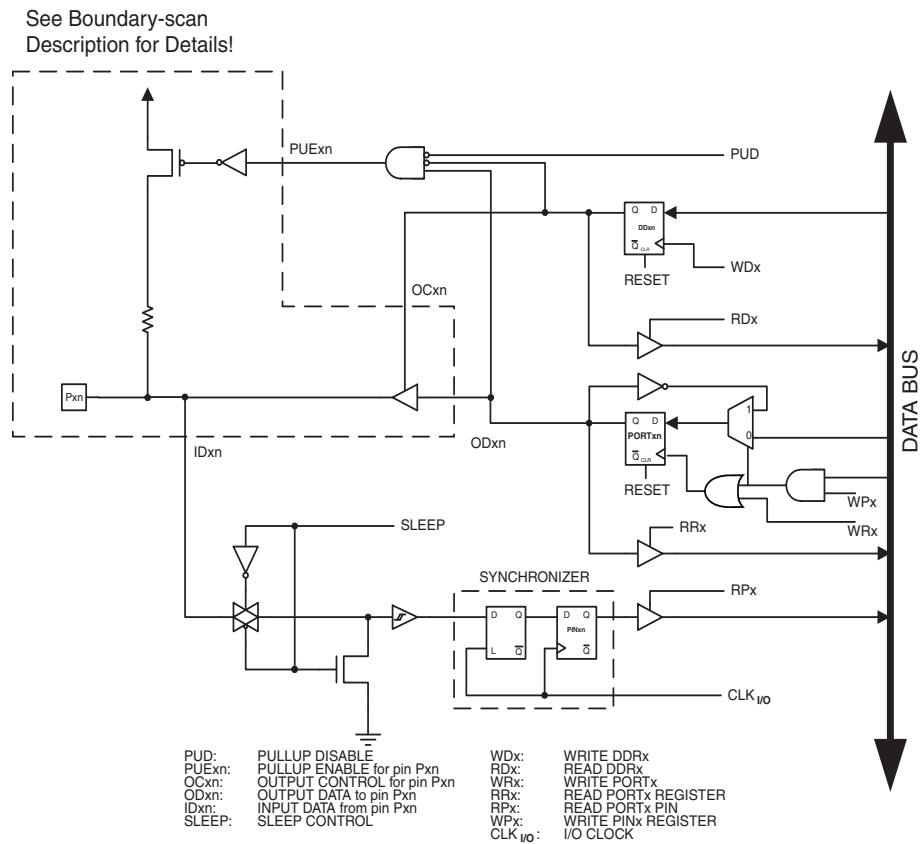 See Boundary-scan
Description for Details!
PUExn
PUD
Q D
DDxn
Q CLR
WDx
RESET
OCxn
RDx
DATA BUS
Pxn
1
Q D
ODxn
PORTxn
0
IDxn
Q CLR
RESET
WPx
WRx
SLEEP
RRx
SYNCHRONIZER
RPx
D Q
D Q
PINxn
L Q
Q
CLK I/O
PUD: PULLUP DISABLE
PUExn: PULLUP ENABLE for pin Pxn
OCxn: OUTPUT CONTROL for pin Pxn
ODxn: OUTPUT DATA to pin Pxn
IDxn: INPUT DATA from pin Pxn
SLEEP: SLEEP CONTROL
WDx: WRITE DDRx
RDx: READ DDRx
WRx: WRITE PORTx
RRx: READ PORTx REGISTER
RPx: READ PORTx PIN
WPx: WRITE PINx REGISTER
CLK I/O: I/O CLOCK